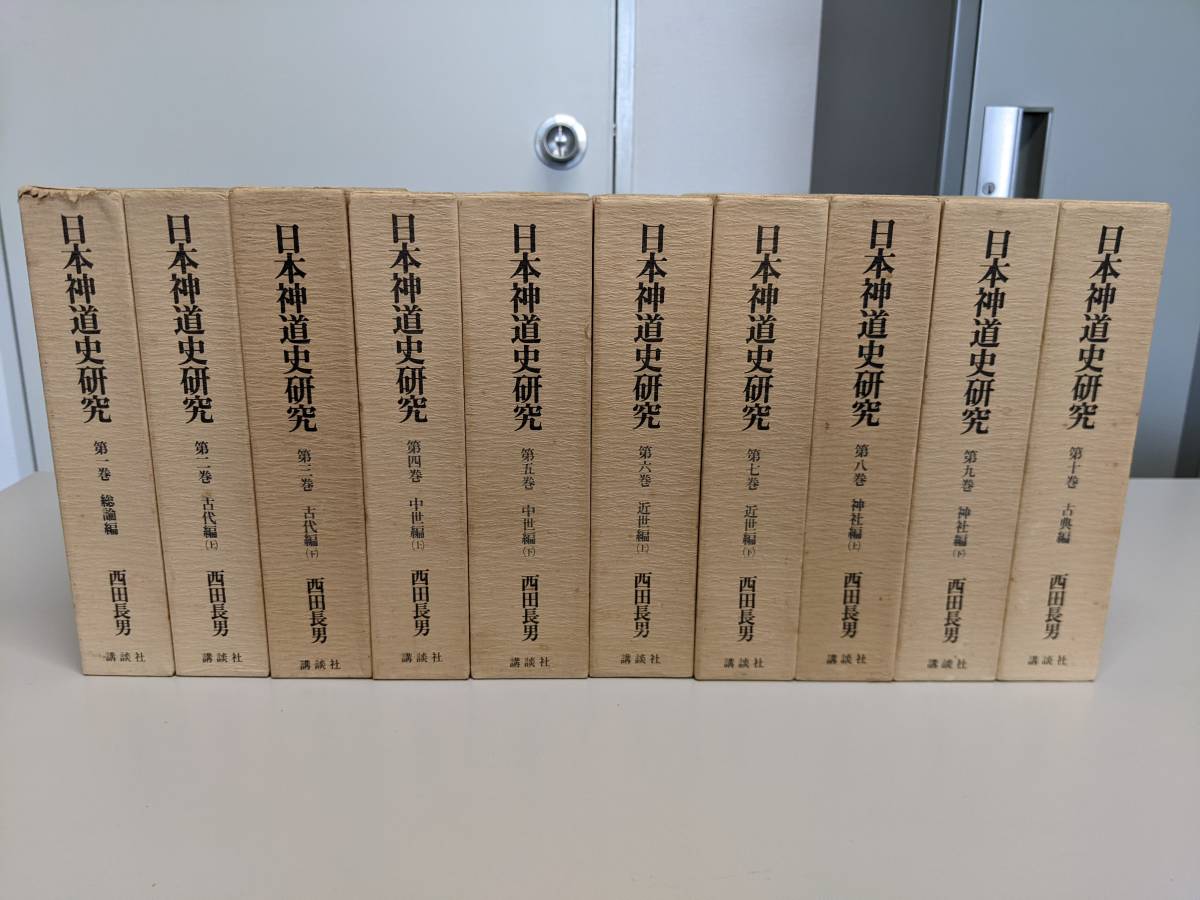 日本神道史研究 第一巻 総論編 西田長男 講談社
日本神道史研究 第二巻 古代編(上) 西田長男 講談社
日本神道史研究 第三巻 古代編(下) 西田長男 講談社
日本神道史研究 第四巻 中世編(上) 西田長男 講談社
日本神道史研究 第五巻 中世編(下) 西田長男 講談社
日本神道史研究 第六巻 近世編(上) 西田長男 講談社
日本神道史研究 第七巻 近世編(下) 西田長男 講談社
日本神道史研究 第八巻 神社編(上) 西田長男 講談社
日本神道史研究 第九巻 神社編(下) 西田長男 講談社
日本神道史研究 第十巻 古典編 西田長男 講談社